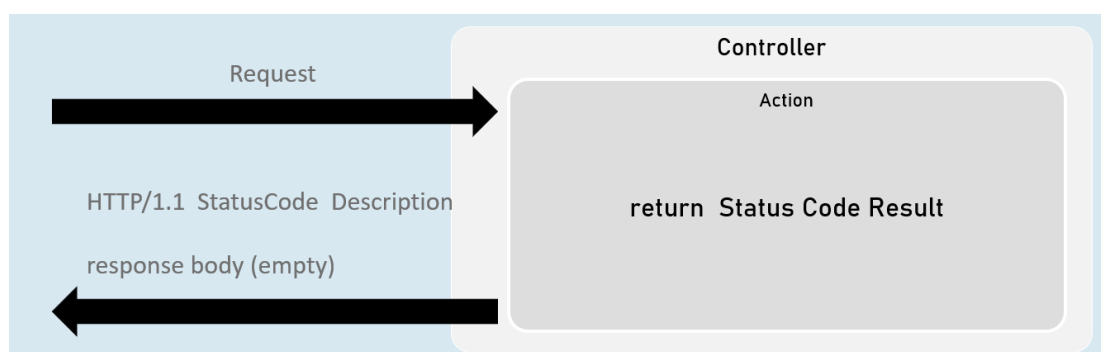 Controller
Request
Action
HTTP/1.1 StatusCode Description
return Status Code Result
response body (empty)